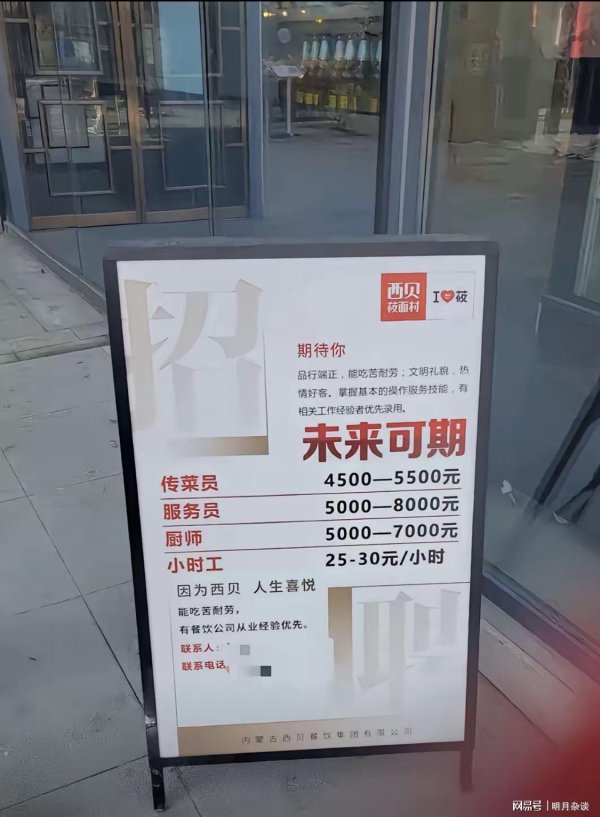 招
西贝
莜面村
I
莜
期待你
品行端正,能吃苦耐劳;文明礼貌,热
情好客。掌握基本的操作服务技能,有
相关工作经验者优先录用。
未来可期
传菜员 4500—5500元
服务员 5000—8000元
厨师 5000—7000元
小时工 25-30元/小时
因为西贝 人生喜悦
能吃苦耐劳,
有餐饮公司从业经验优先。
联系人:
联系电话
聘
内蒙古西贝餐饮集团有限公司
网易号 | 明月杂谈